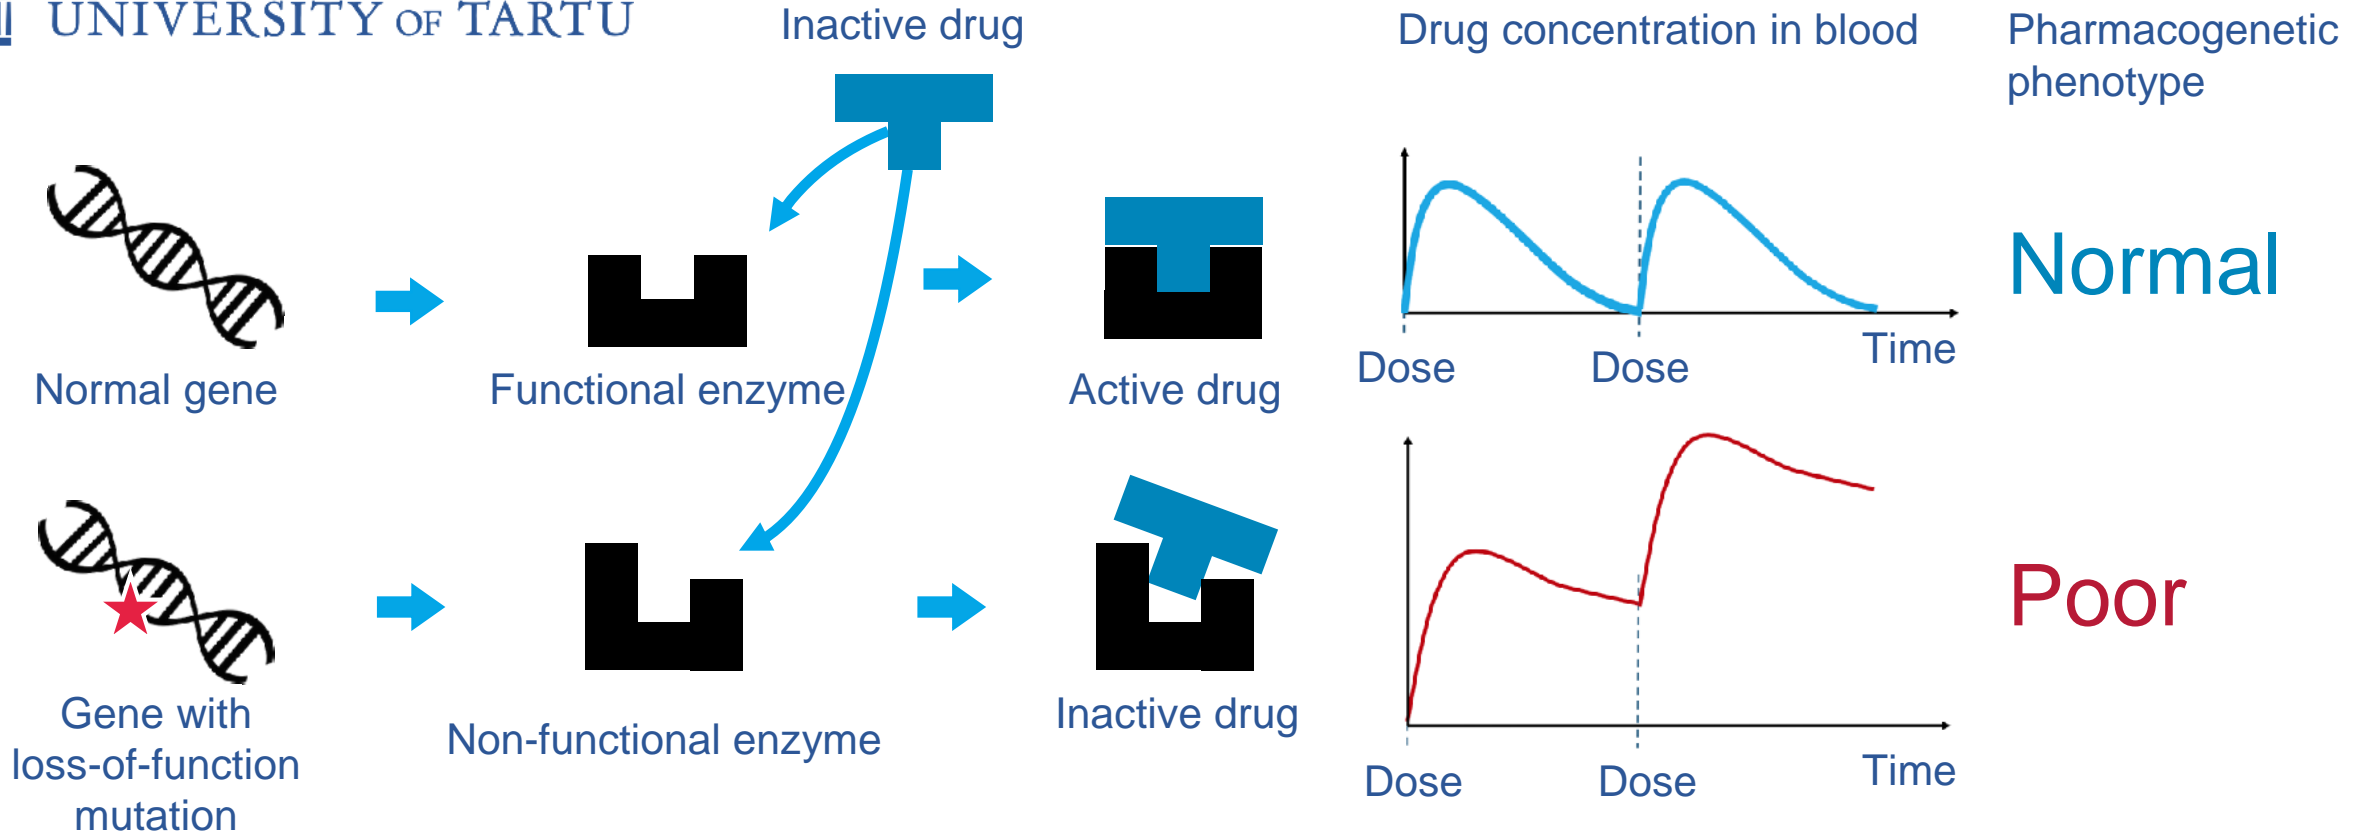 UNIVERSITY OF TARTU
Inactive drug
Drug concentration in blood
Pharmacogenetic
phenotype
Normal gene
Functional enzyme
Active drug
Dose
Dose
Time
Normal
Gene with
loss-of-function
mutation
Non-functional enzyme
Inactive drug
Dose
Dose
Time
Poor